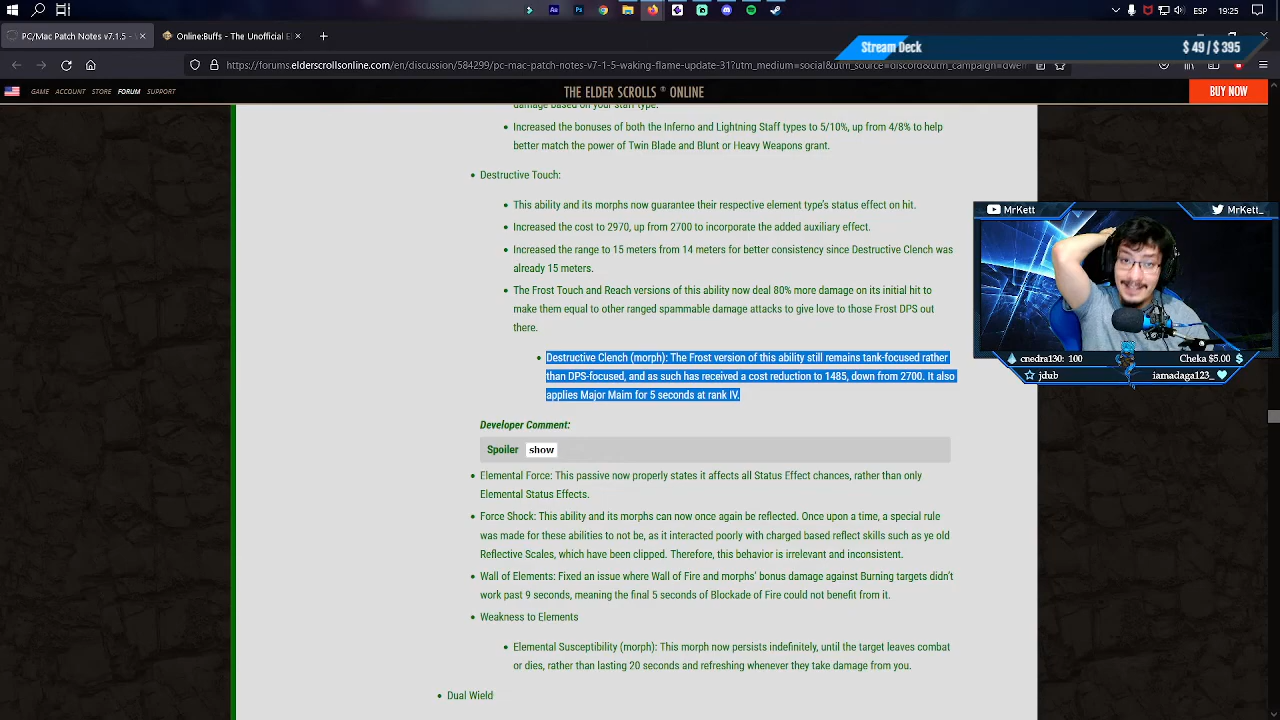 19:25
PC/Mac Patch Notes v7.1.5 -
Online:Buffs - The Unofficial El
Stream Deck
$ 49 / $ 395
https://forums.elderscrollsonline.com/en/discussion/584299/pc-mac-patch-notes-v7-1-5-waking-flame-update-31?utm_medium=social&utm_source=discord&utm_campaign=dwem
GAME ACCOUNT STORE FORUM SUPPORT
THE ELDER SCROLLS ® ONLINE
BUY NOW
damage based on your staff type.
Increased the bonuses of both the Inferno and Lightning Staff types to 5/10%, up from 4/8% to help
better match the power of Twin Blade and Blunt or Heavy Weapons grant.
Destructive Touch:
This ability and its morphs now guarantee their respective element type's status effect on hit.
Increased the cost to 2970, up from 2700 to incorporate the added auxiliary effect.
Increased the range to 15 meters from 14 meters for better consistency since Destructive Clench was
already 15 meters.
The Frost Touch and Reach versions of this ability now deal 80% more damage on its initial hit to
make them equal to other ranged spammable damage attacks to give love to those Frost DPS out
there.
Destructive Clench (morph): The Frost version of this ability still remains tank-focused rather
than DPS-focused, and as such has received a cost reduction to 1485, down from 2700. It also
applies Major Maim for 5 seconds at rank IV.
Developer Comment:
Spoiler show
Elemental Force: This passive now properly states it affects all Status Effect chances, rather than only
Elemental Status Effects.
Force Shock: This ability and its morphs can now once again be reflected. Once upon a time, a special rule
was made for these abilities to not be, as it interacted poorly with charged based reflect skills such as ye old
Reflective Scales, which have been clipped. Therefore, this behavior is irrelevant and inconsistent.
Wall of Elements: Fixed an issue where Wall of Fire and morphs' bonus damage against Burning targets didn't
work past 9 seconds, meaning the final 5 seconds of Blockade of Fire could not benefit from it.
Weakness to Elements
Elemental Susceptibility (morph): This morph now persists indefinitely, until the target leaves combat
or dies, rather than lasting 20 seconds and refreshing whenever they take damage from you.
Dual Wield
MrKett
MrKett_
cnedra130: 100
Cheka $5.00
jdub
iamadaga123_